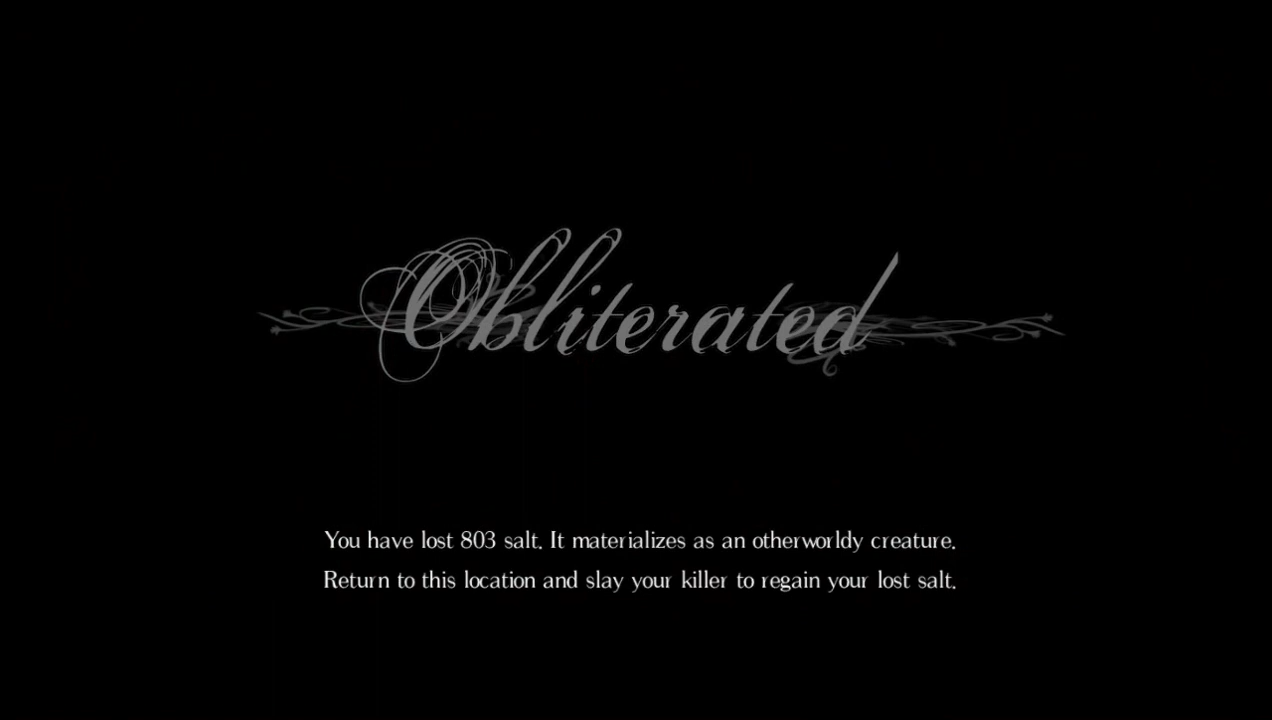 Obliterated
You have lost 803 salt. It materializes as an otherworldy creature.
Return to this location and slay your killer to regain your lost salt.